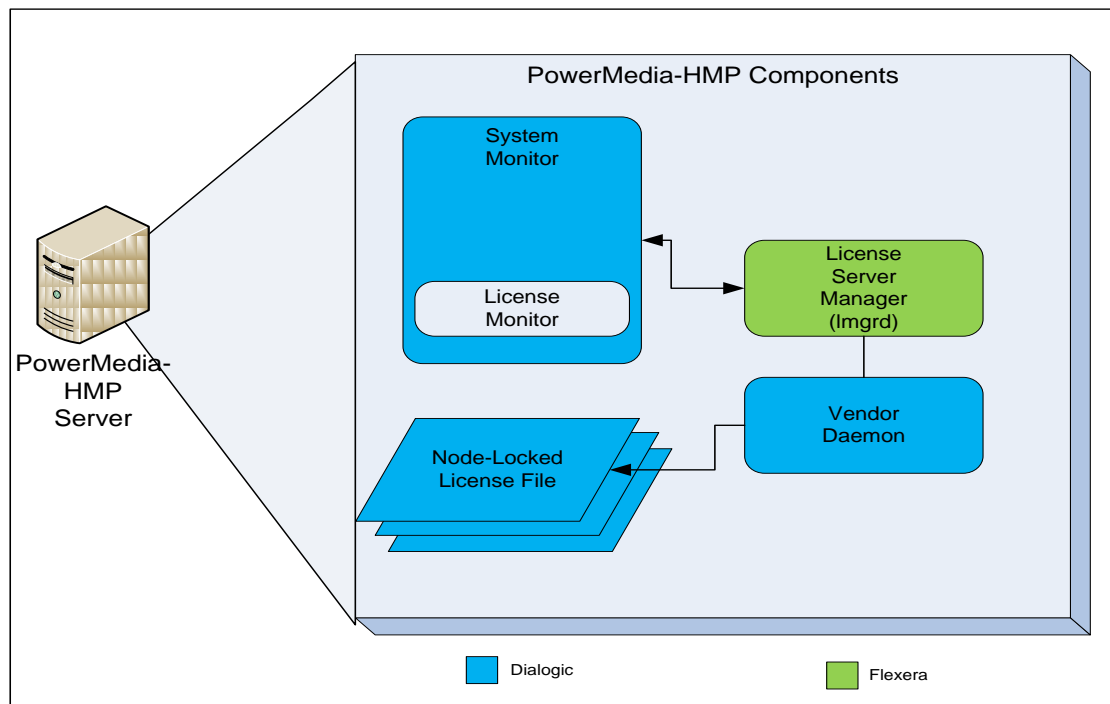 PowerMedia-HMP Components
System
Monitor
License
Monitor
License
Server
Manager
(lmgrd)
Vendor
Daemon
Node-Locked
License File
PowerMedia-
HMP
Server
Dialogic
Flexera